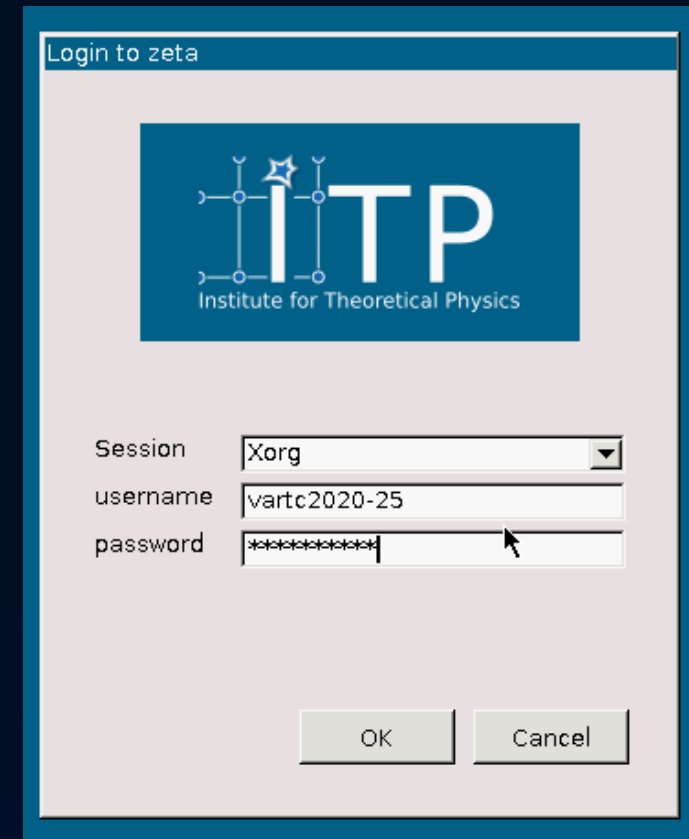 Login to zeta
iTP
Institute for Theoretical Physics
Session Xorg
username vartc2020-25
password **********
OK Cancel